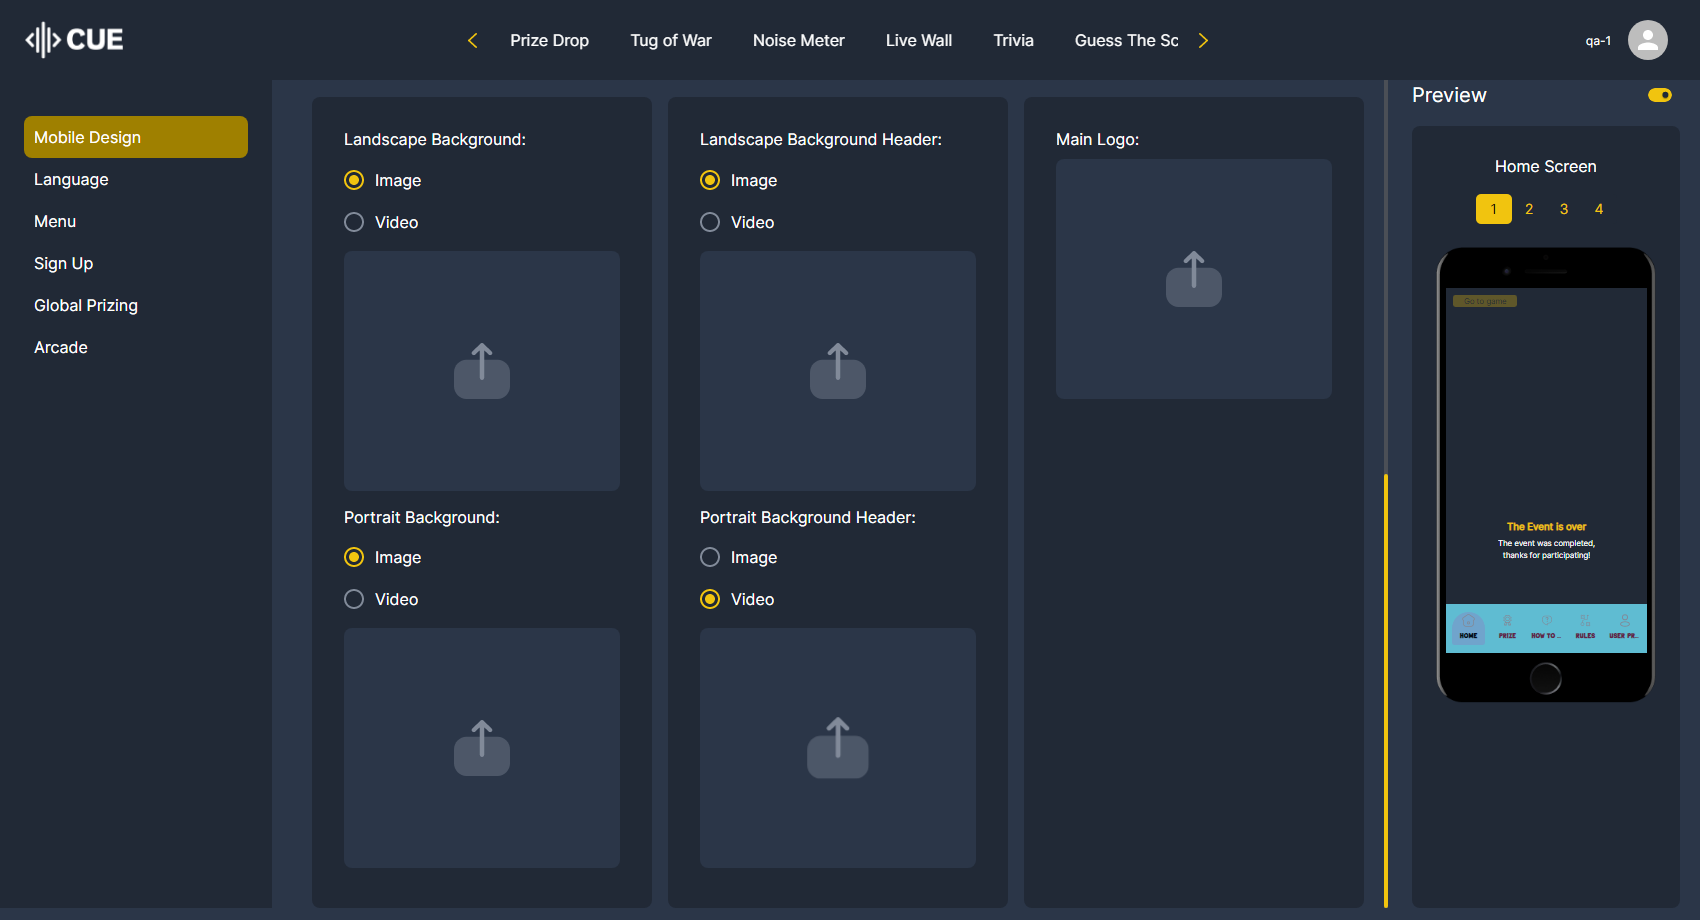 CUE
Prize Drop
Tug of War
Noise Meter
Live Wall
Trivia
Guess The Sc
qa-1
Mobile Design
Language
Menu
Sign Up
Global Prizing
Arcade
Landscape Background:
Image
Video
Portrait Background:
Image
Video
Landscape Background Header:
Image
Video
Portrait Background Header:
Image
Video
Main Logo:
Preview
Home Screen
1 2 3 4
Go to game
The Event is over
The event was completed,
thanks for participating!
HOME PRIZE HOW TO ... RULES USER PR...